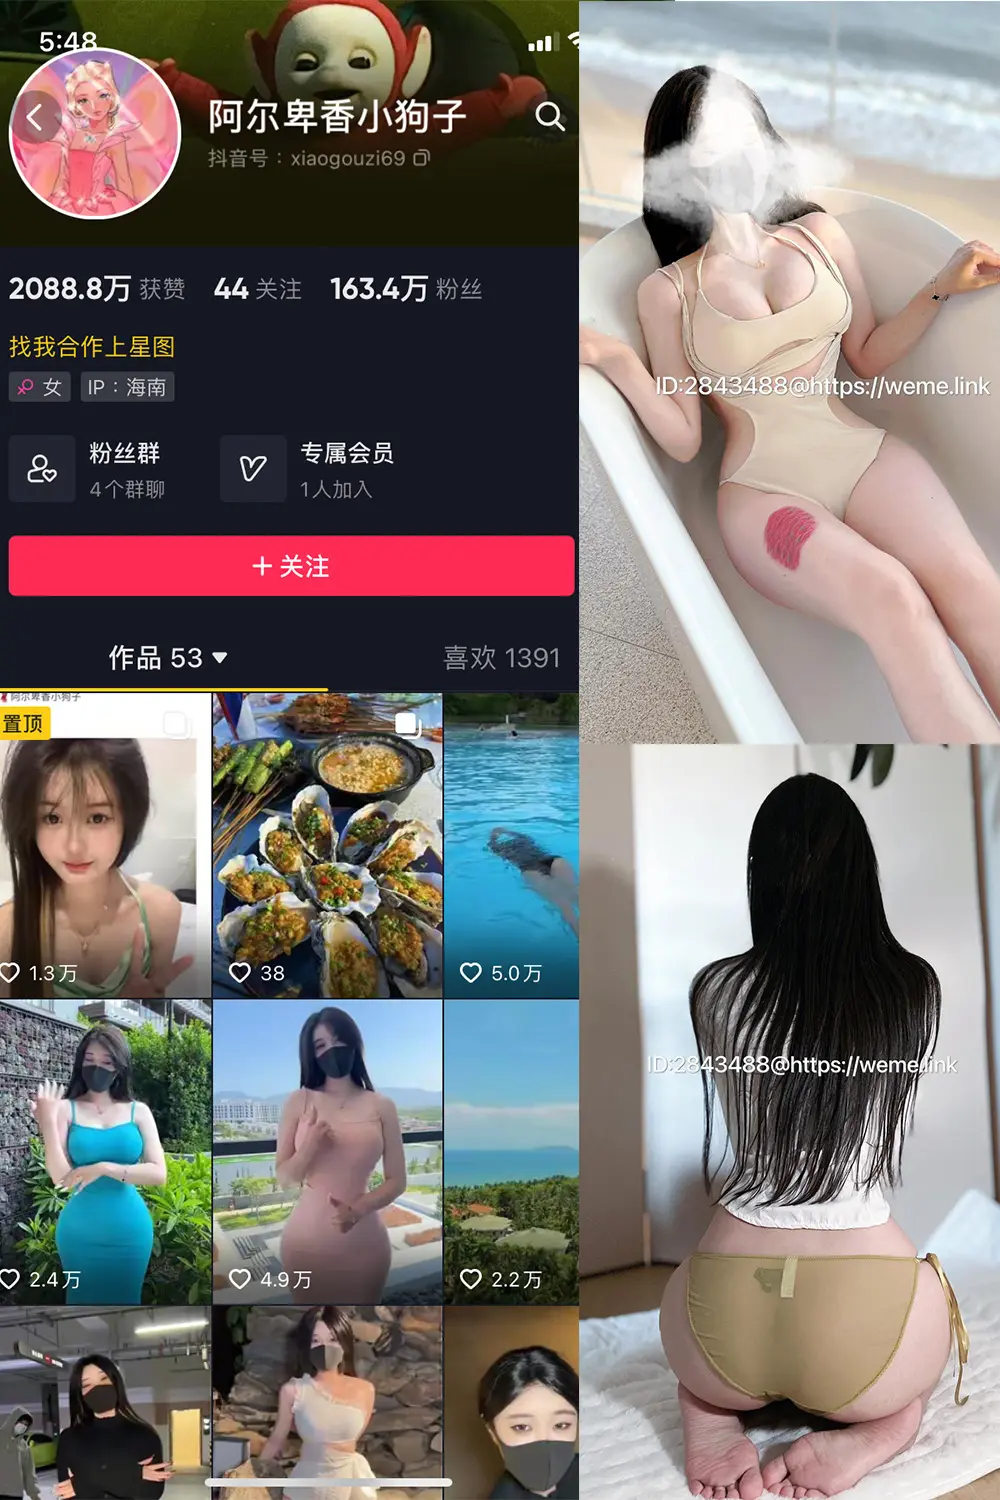 5:48
阿尔卑香小狗子
抖音号：xiaogouzi69
2088.8万 获赞 44 关注 163.4万 粉丝
找我合作上星图
女 IP：海南
粉丝群 专属会员
4个群聊 1人加入
+ 关注
作品 53 喜欢 1391
阿尔卑香小狗子
置顶
1.3万 38 5.0万
2.4万 4.9万 2.2万
ID:2843488@https://weme.link
ID:2843488@https://weme.link